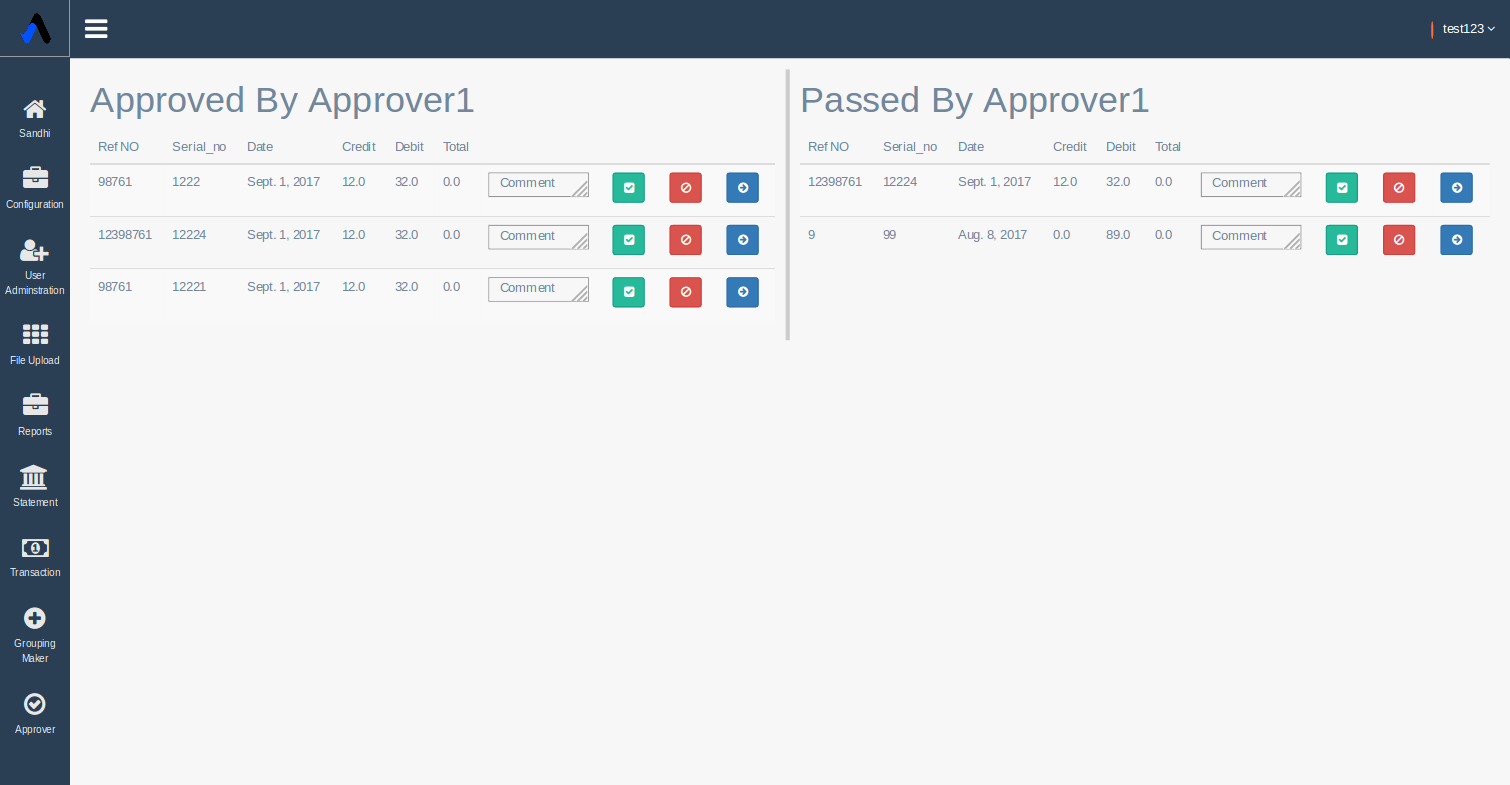 test123
Sandhi
Configuration
User
Adminstration
File Upload
Reports
Statement
Transaction
Grouping
Maker
Approver
Approved By Approver1
Ref NO Serial_no Date Credit Debit Total
98761 1222 Sept. 1, 2017 12.0 32.0 0.0 Comment
12398761 12224 Sept. 1, 2017 12.0 32.0 0.0 Comment
98761 12221 Sept. 1, 2017 12.0 32.0 0.0 Comment
Passed By Approver1
Ref NO Serial_no Date Credit Debit Total
12398761 12224 Sept. 1, 2017 12.0 32.0 0.0 Comment
9 99 Aug. 8, 2017 0.0 89.0 0.0 Comment